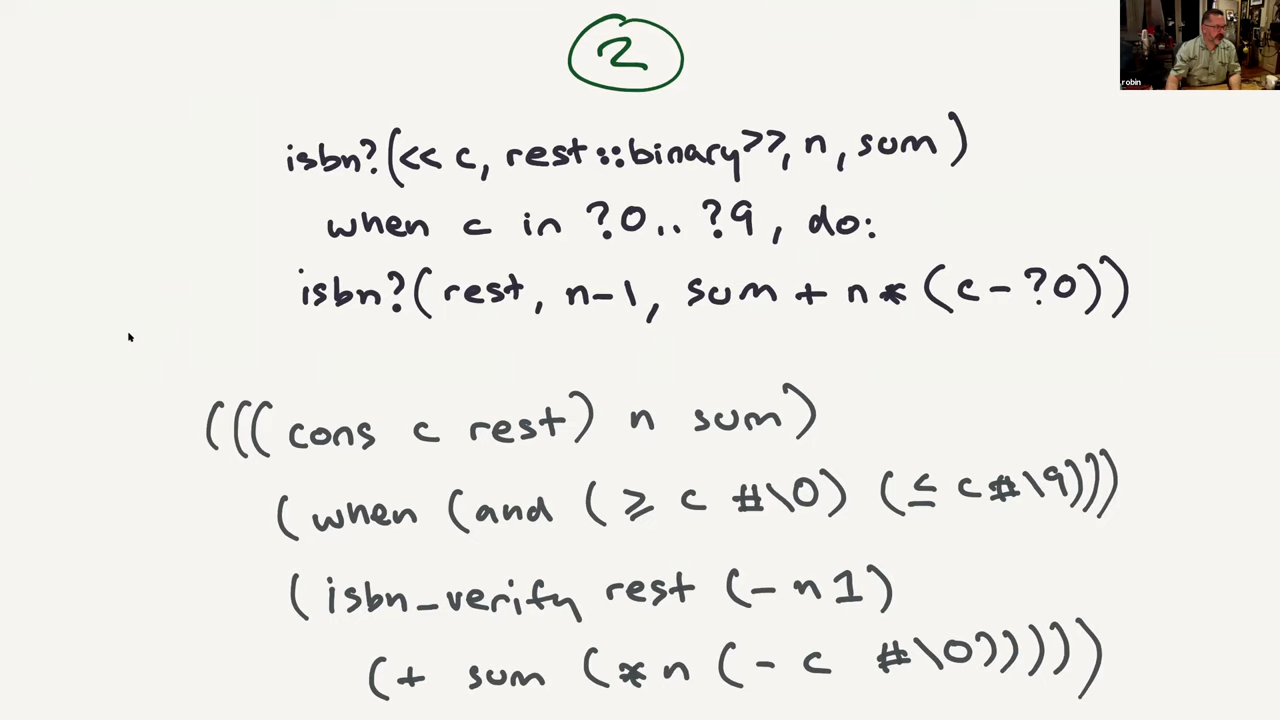 2
robin
isbn?(<< c, rest::binary>>, n, sum)
when c in ?0..?9, do:
isbn?(rest, n-1, sum + n*(c-?0))
(((cons c rest) n sum)
(when (and (≥ c #\0) (≤ c #\9)))
(isbn_verify rest (- n 1)
(+ sum (* n (- c #\0)))))